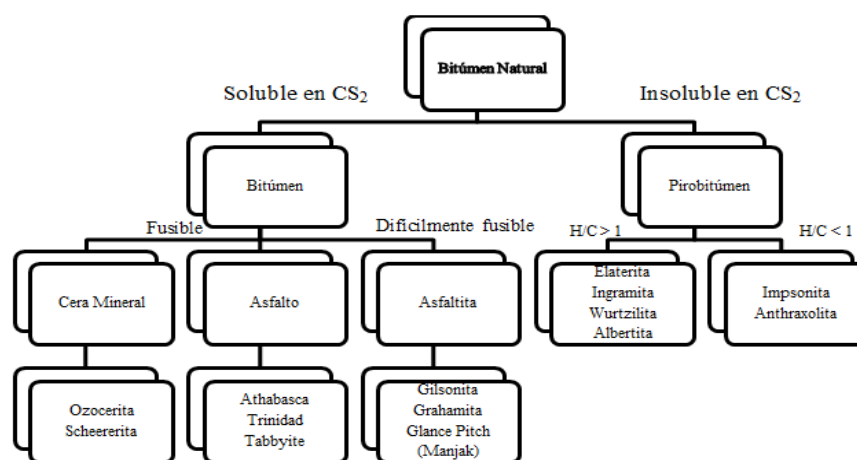 Bitúmen Natural
Soluble en CS₂
Insoluble en CS₂
Bitúmen
Pirobitúmen
Fusible
Difícilmente fusible
H/C > 1
H/C < 1
Cera Mineral
Asfalto
Asfaltita
Elaterita
Ingramita
Wurtzilita
Albertita
Impsonita
Anthraxolita
Ozocerita
Scheererita
Athabasca
Trinidad
Tabbyite
Gilsonita
Grahamita
Glance Pitch
(Manjak)